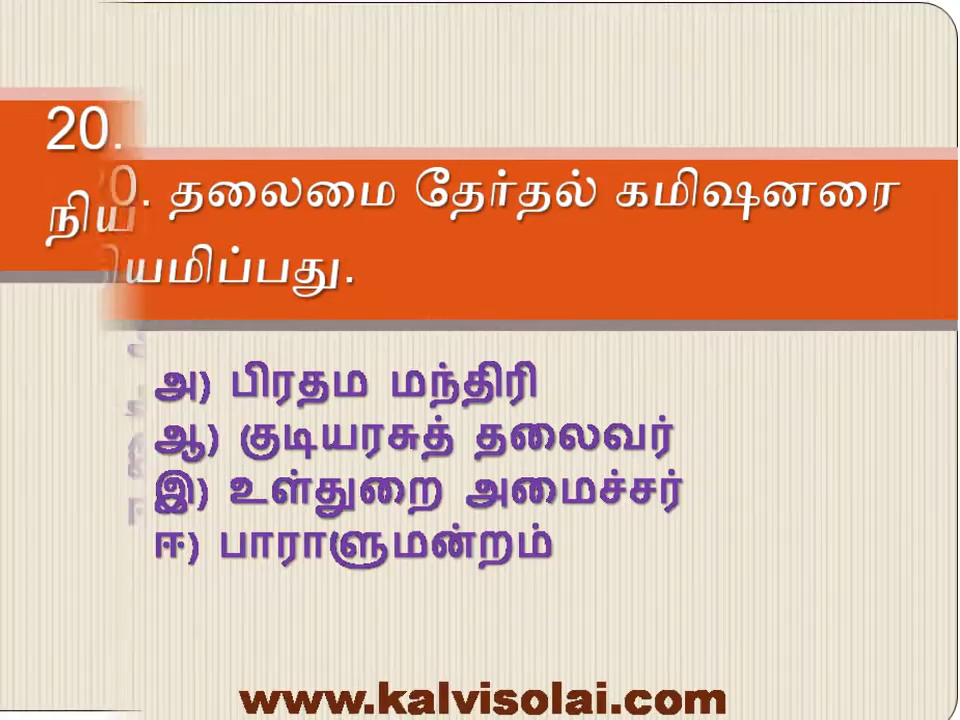 20. தலைமை தேர்தல் கமிஷனரை
நியமிப்பது.
அ) பிரதம மந்திரி
ஆ) குடியரசுத் தலைவர்
இ) உள்துறை அமைச்சர்
ஈ) பாராளுமன்றம்
www.kalvisolai.com